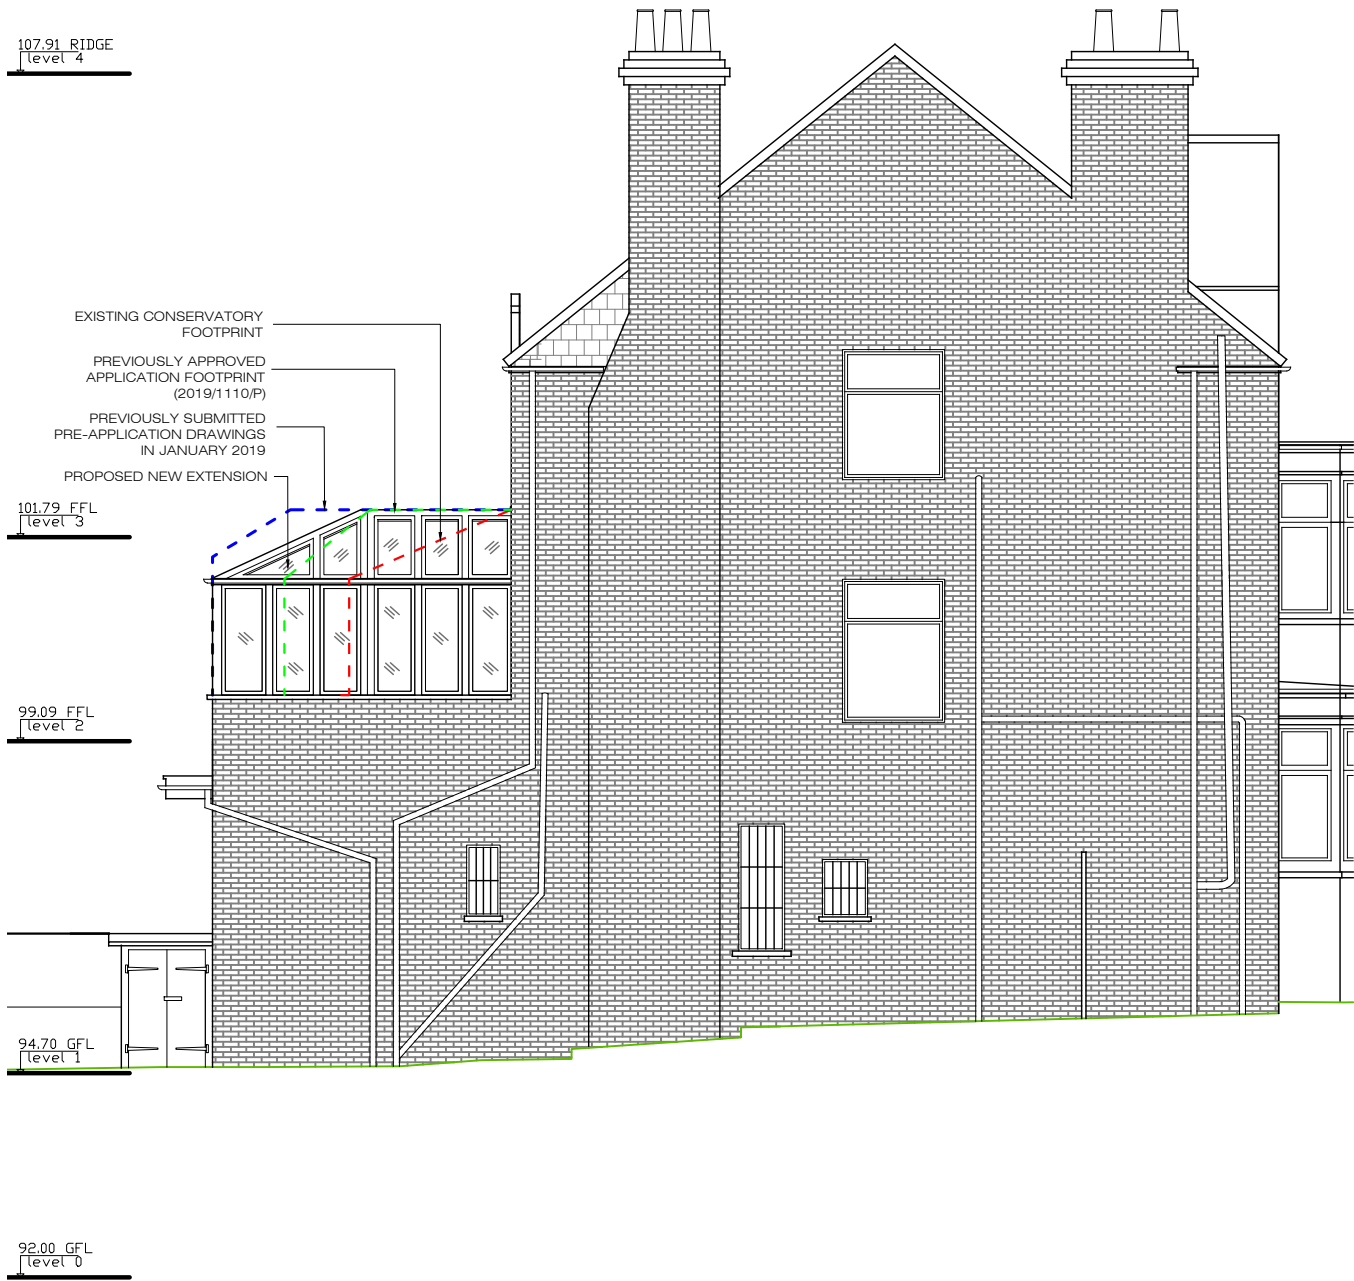 107.91 RIDGE
level 4
EXISTING CONSERVATORY
FOOTPRINT
PREVIOUSLY APPROVED
APPLICATION FOOTPRINT
(2019/1110/P)
PREVIOUSLY SUBMITTED
PRE-APPLICATION DRAWINGS
IN JANUARY 2019
PROPOSED NEW EXTENSION
101.79 FFL
level 3
99.09 FFL
level 2
94.70 GFL
level 1
92.00 GFL
level 0